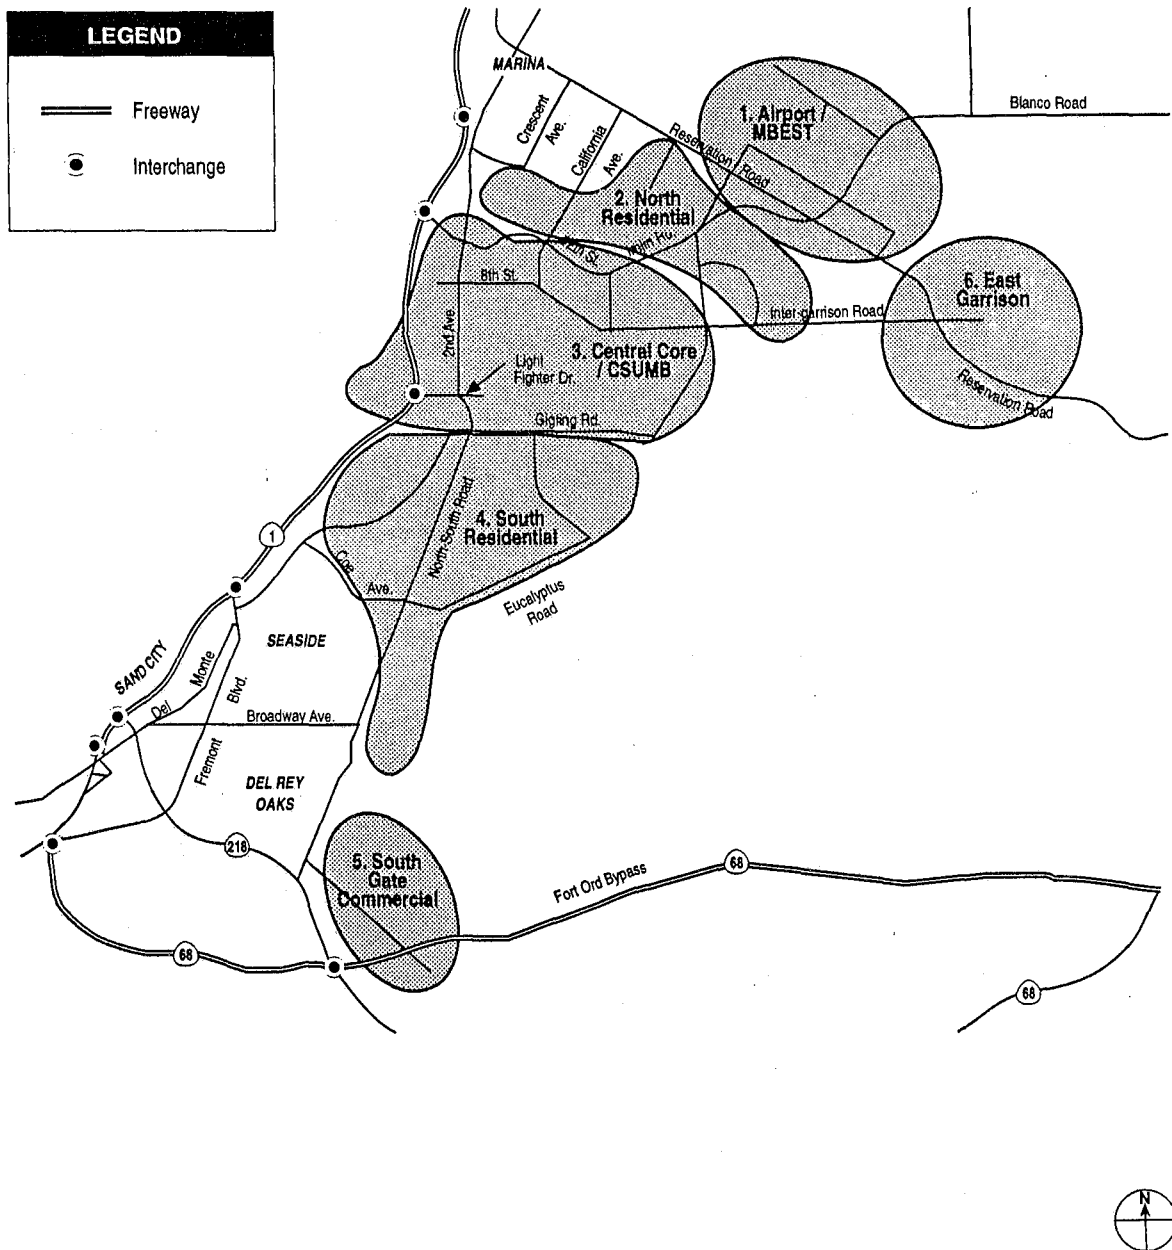 LEGEND
Freeway
Interchange
MARINA
Crescent
Ave.
California
Ave.
Reservation Road
1. Airport /
MBEST
Blanco Road
2. North
Residential
8th St.
2nd Ave.
Light
Fighter Dr.
3. Central Core
/ CSUMB
Inter-garrison Road
6. East
Garrison
Reservation Road
Gigling Rd.
1
North-South Road
4. South
Residential
Coe
Ave.
Eucalyptus
Road
SEASIDE
SAND CITY
Del
Monte
Blvd.
Broadway Ave.
Fremont
DEL REY
OAKS
218
5. South
Gate
Commercial
Fort Ord Bypass
68
68
68
N